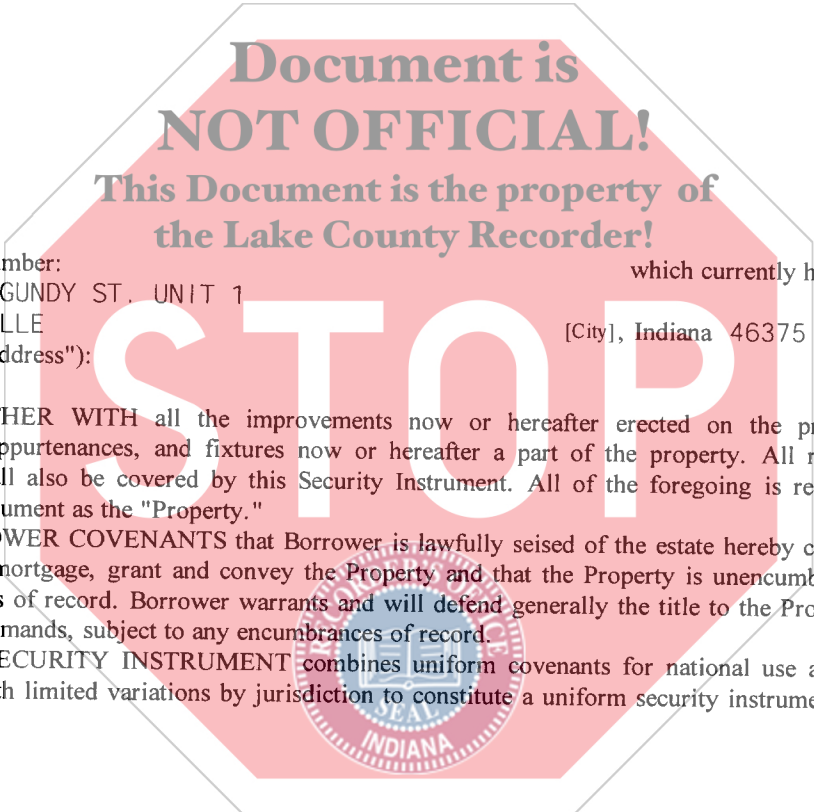 Document is
NOT OFFICIAL!
This Document is the property of
the Lake County Recorder!
mber:
which currently h
GUNDY ST. UNIT 1
LLE
[City], Indiana 46375
ddress"):
STOP
HER WITH all the improvements now or hereafter erected on the pr
ppurtenances, and fixtures now or hereafter a part of the property. All r
ll also be covered by this Security Instrument. All of the foregoing is re
ument as the "Property."
OWER COVENANTS that Borrower is lawfully seised of the estate hereby c
mortgage, grant and convey the Property and that the Property is unencumb
s of record. Borrower warrants and will defend generally the title to the Pro
mands, subject to any encumbrances of record.
ECURITY INSTRUMENT combines uniform covenants for national use a
th limited variations by jurisdiction to constitute a uniform security instrume
RECORDER'S OFFICE
SEAL
INDIANA